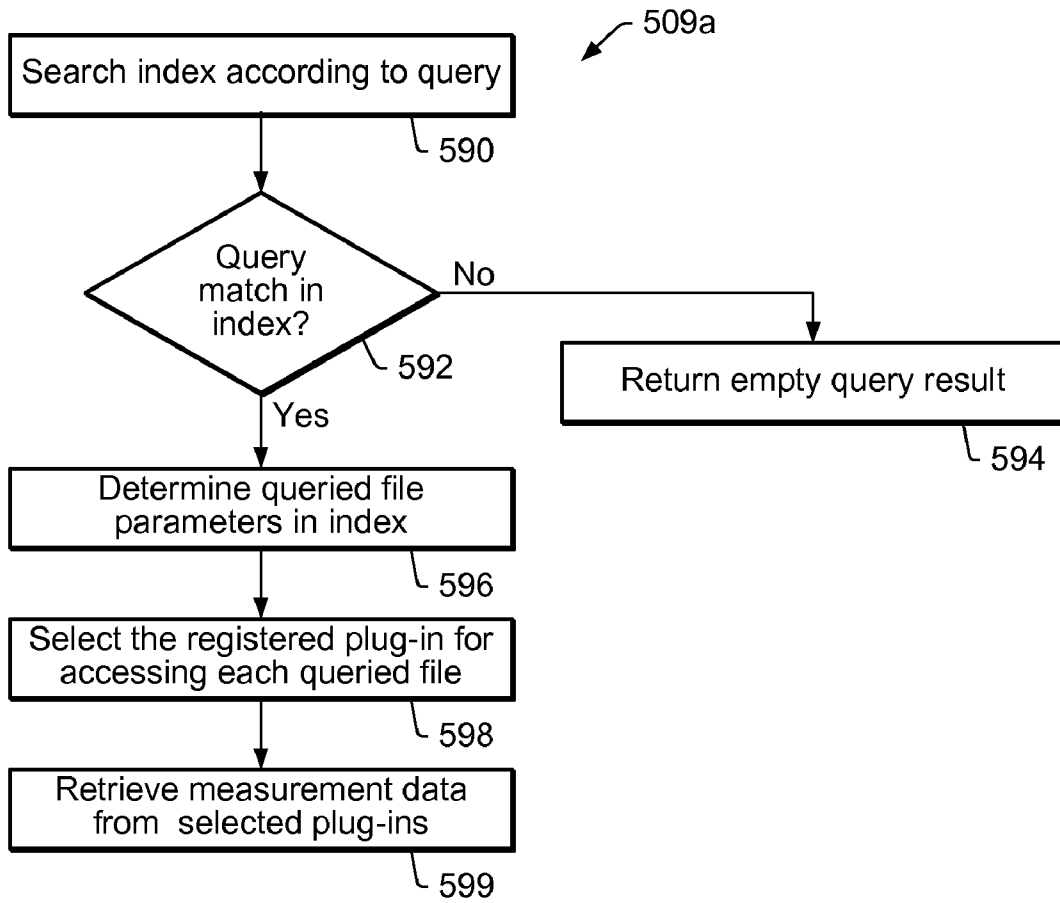 509a
Search index according to query
590
Query
match in
index?
No
592
Return empty query result
594
Yes
Determine queried file
parameters in index
596
Select the registered plug-in for
accessing each queried file
598
Retrieve measurement data
from selected plug-ins
599